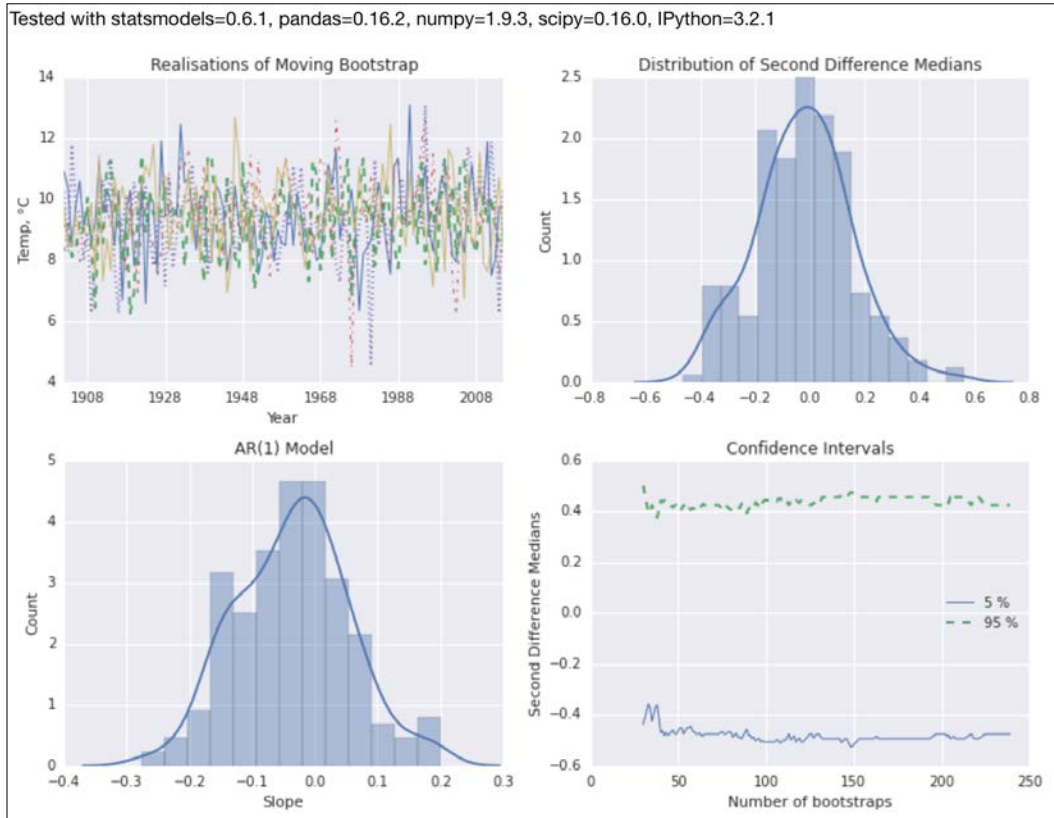 Tested with statsmodels=0.6.1, pandas=0.16.2, numpy=1.9.3, scipy=0.16.0, IPython=3.2.1
Realisations of Moving Bootstrap
14
12
10
8
6
4
Temp, °C
1908 1928 1948 1968 1988 2008
Year
Distribution of Second Difference Medians
2.5
2.0
1.5
1.0
0.5
0.0
Count
−0.8 −0.6 −0.4 −0.2 0.0 0.2 0.4 0.6 0.8
AR(1) Model
5
4
3
2
1
0
Count
−0.4 −0.3 −0.2 −0.1 0.0 0.1 0.2 0.3
Slope
Confidence Intervals
0.6
0.4
0.2
0.0
−0.2
−0.4
−0.6
Second Difference Medians
5 %
95 %
0 50 100 150 200 250
Number of bootstraps